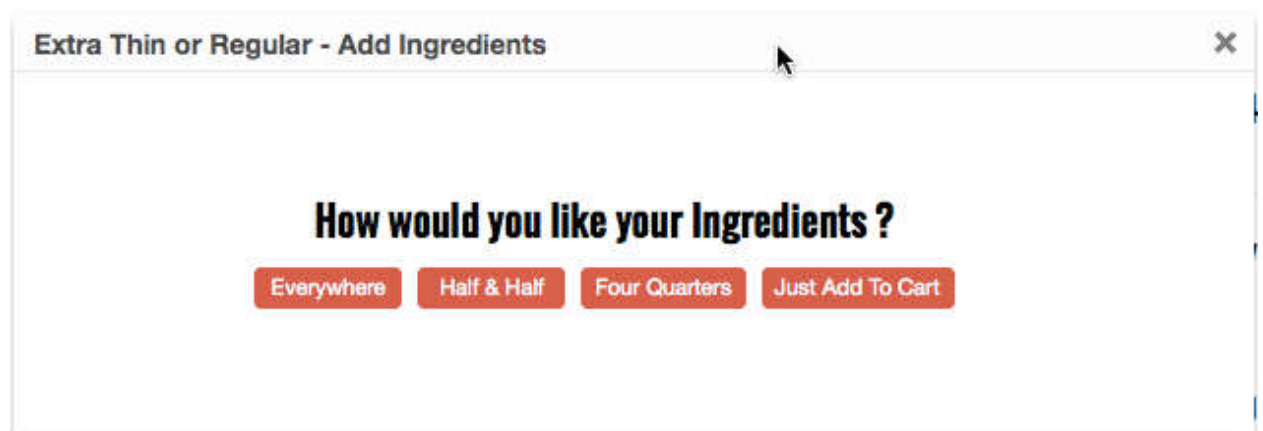 Extra Thin or Regular - Add Ingredients
How would you like your Ingredients ?
Everywhere Half & Half Four Quarters Just Add To Cart